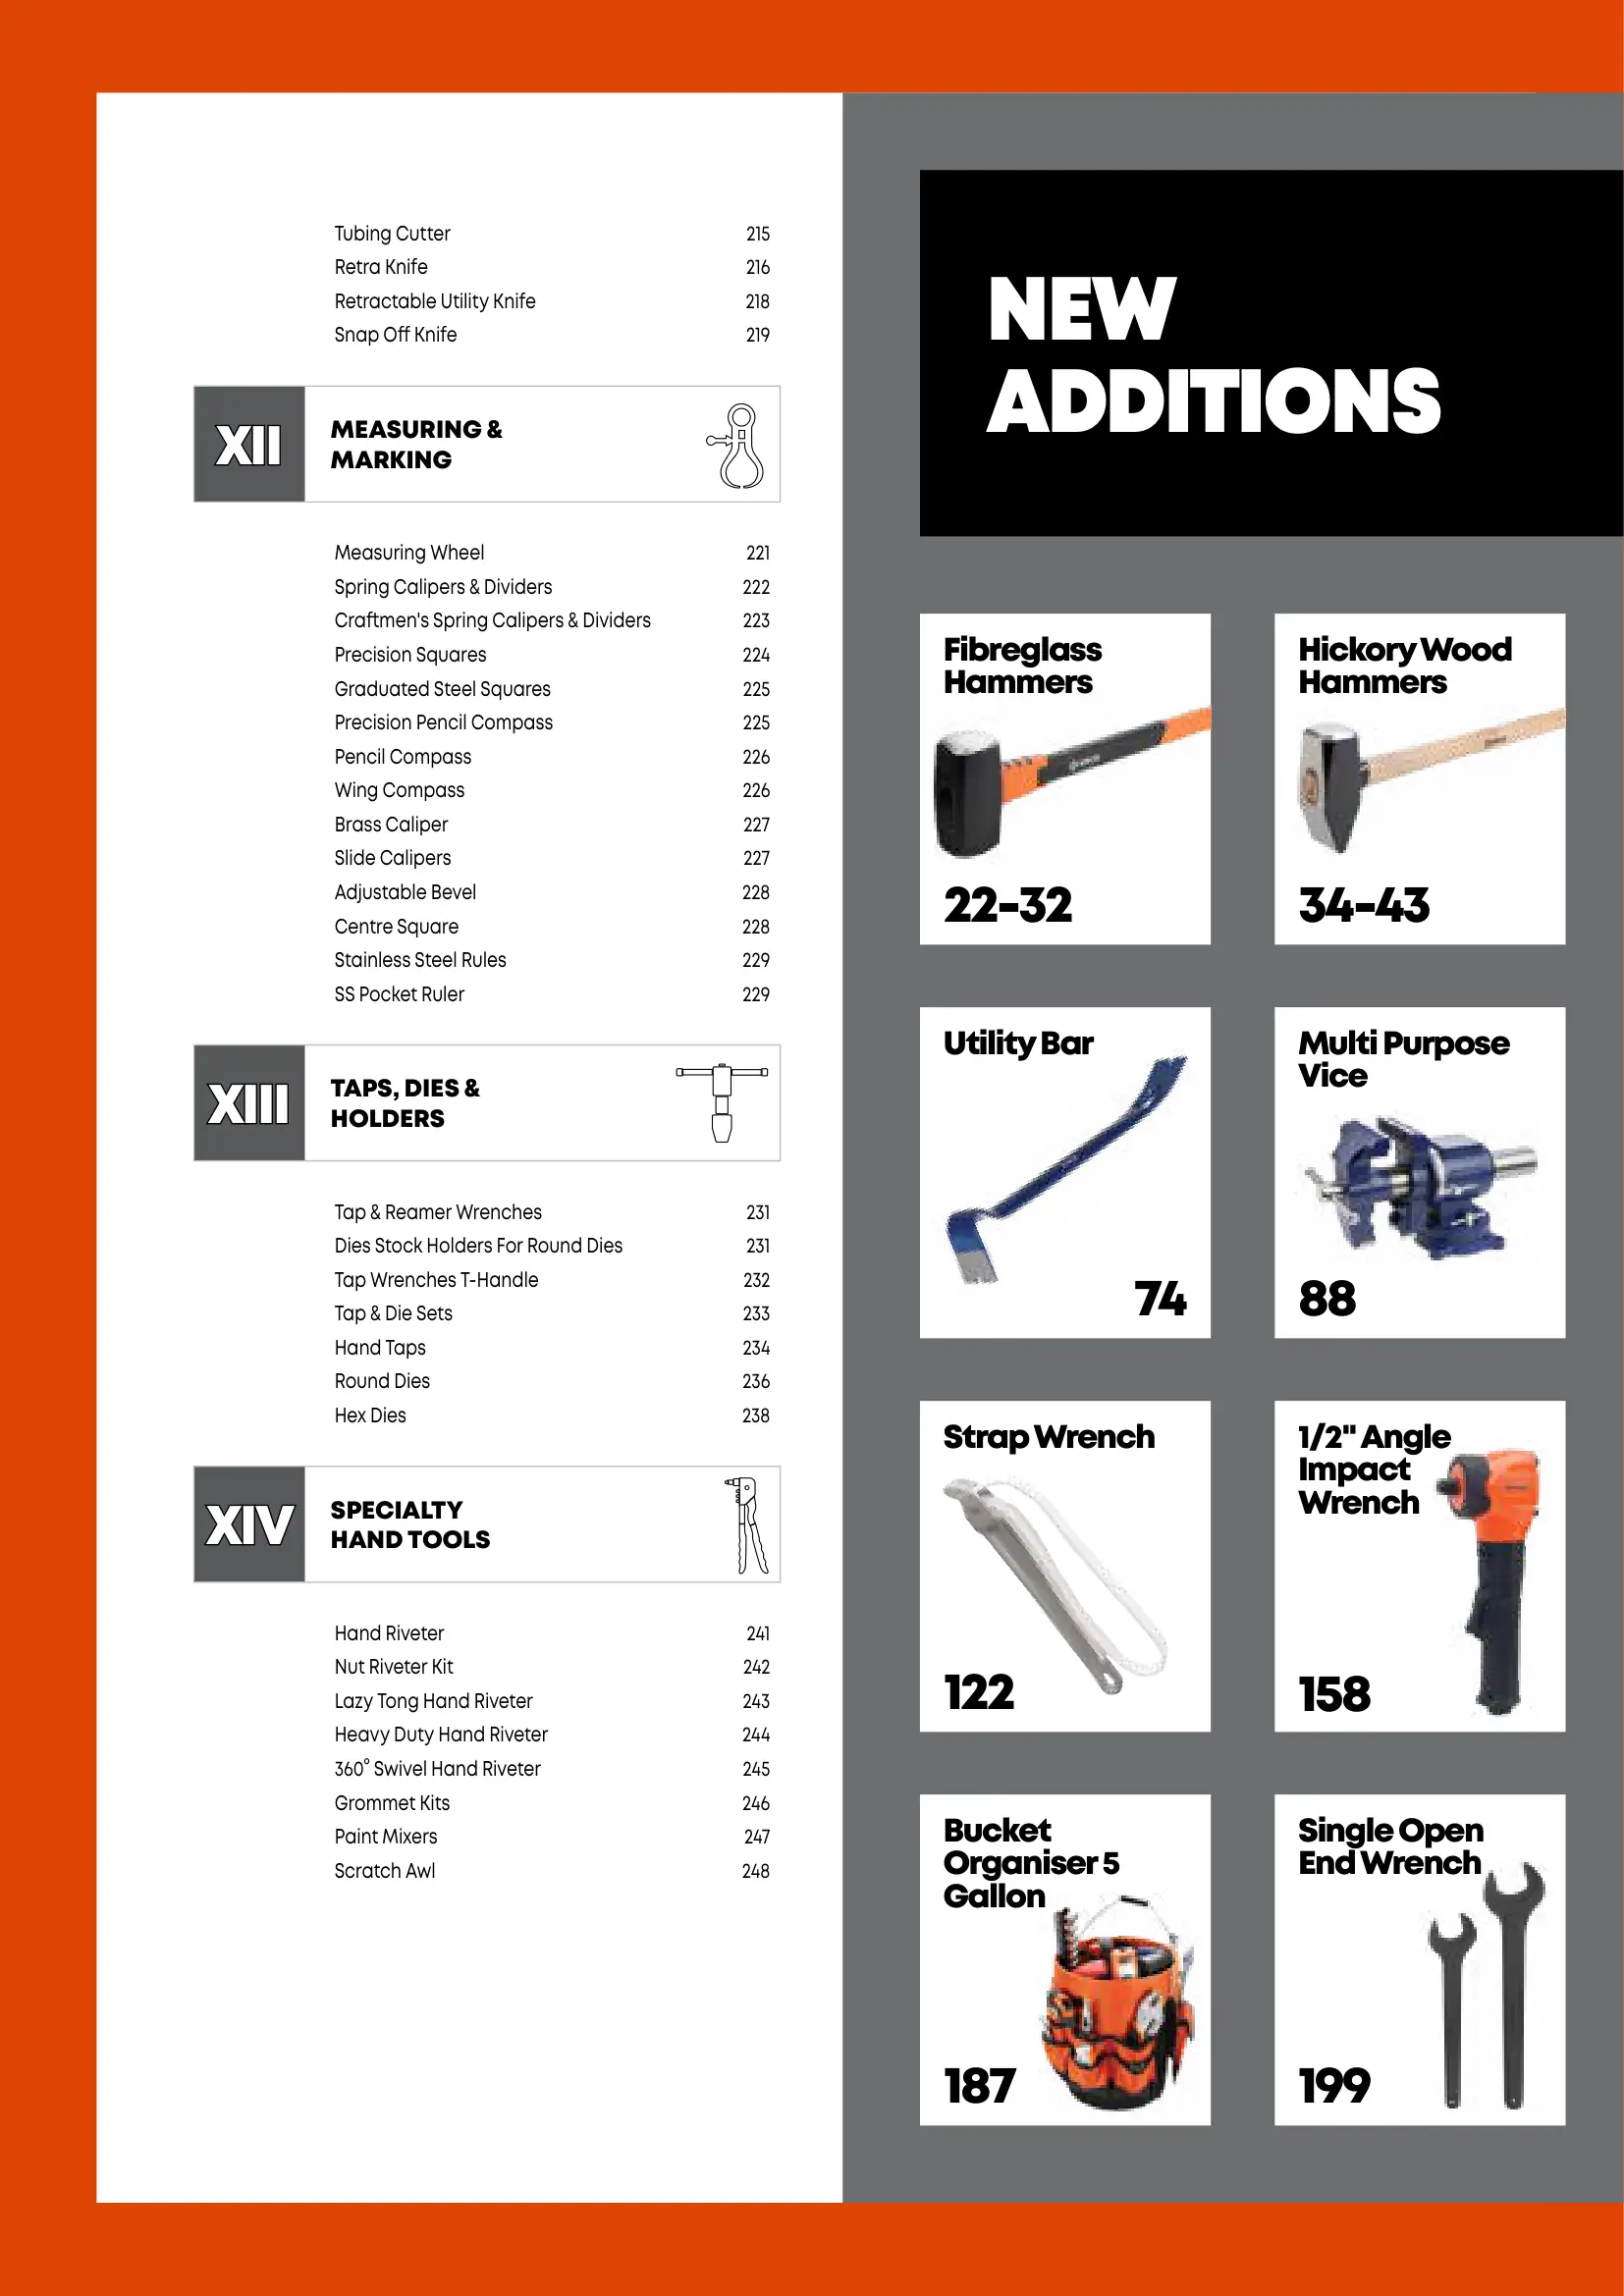 Tubing Cutter 215
Retra Knife 216
Retractable Utility Knife 218
Snap Off Knife 219
XII
MEASURING &
MARKING
Measuring Wheel 221
Spring Calipers & Dividers 222
Craftmen's Spring Calipers & Dividers 223
Precision Squares 224
Graduated Steel Squares 225
Precision Pencil Compass 225
Pencil Compass 226
Wing Compass 226
Brass Caliper 227
Slide Calipers 227
Adjustable Bevel 228
Centre Square 228
Stainless Steel Rules 229
SS Pocket Ruler 229
XIII
TAPS, DIES &
HOLDERS
Tap & Reamer Wrenches 231
Dies Stock Holders For Round Dies 231
Tap Wrenches T-Handle 232
Tap & Die Sets 233
Hand Taps 234
Round Dies 236
Hex Dies 238
XIV
SPECIALTY
HAND TOOLS
Hand Riveter 241
Nut Riveter Kit 242
Lazy Tong Hand Riveter 243
Heavy Duty Hand Riveter 244
360° Swivel Hand Riveter 245
Grommet Kits 246
Paint Mixers 247
Scratch Awl 248
NEW
ADDITIONS
Fibreglass
Hammers
22-32
Hickory Wood
Hammers
34-43
Utility Bar
74
Multi Purpose
Vice
88
Strap Wrench
122
1/2" Angle
Impact
Wrench
158
Bucket
Organiser 5
Gallon
187
Single Open
End Wrench
199